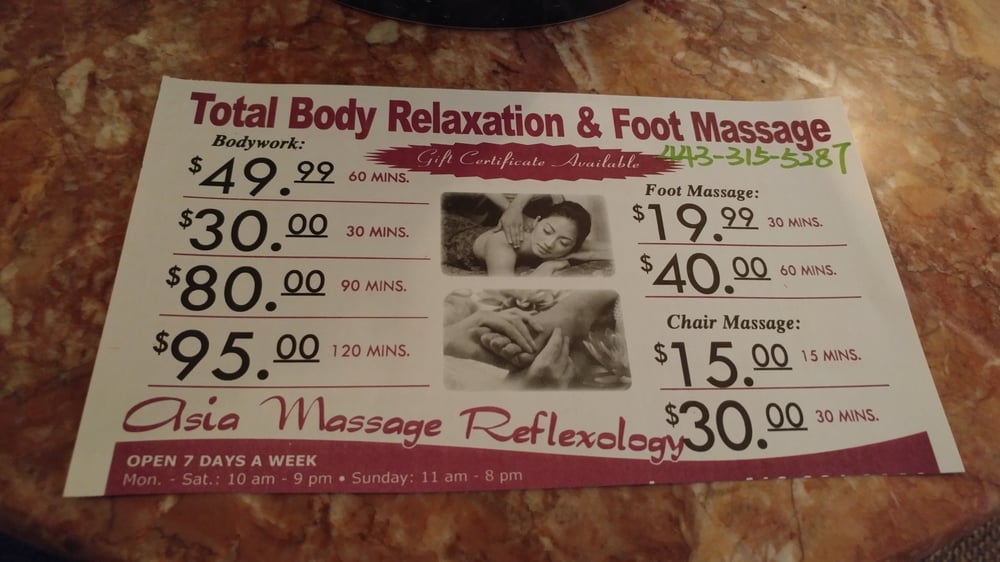 Total Body Relaxation & Foot Massage
Gift Certificate Available
443-315-5287
Bodywork:
$49.99 60 MINS.
$30.00 30 MINS.
$80.00 90 MINS.
$95.00 120 MINS.
Foot Massage:
$19.99 30 MINS.
$40.00 60 MINS.
Chair Massage:
$15.00 15 MINS.
$30.00 30 MINS.
Asia Massage Reflexology
OPEN 7 DAYS A WEEK
Mon. - Sat.: 10 am - 9 pm • Sunday: 11 am - 8 pm